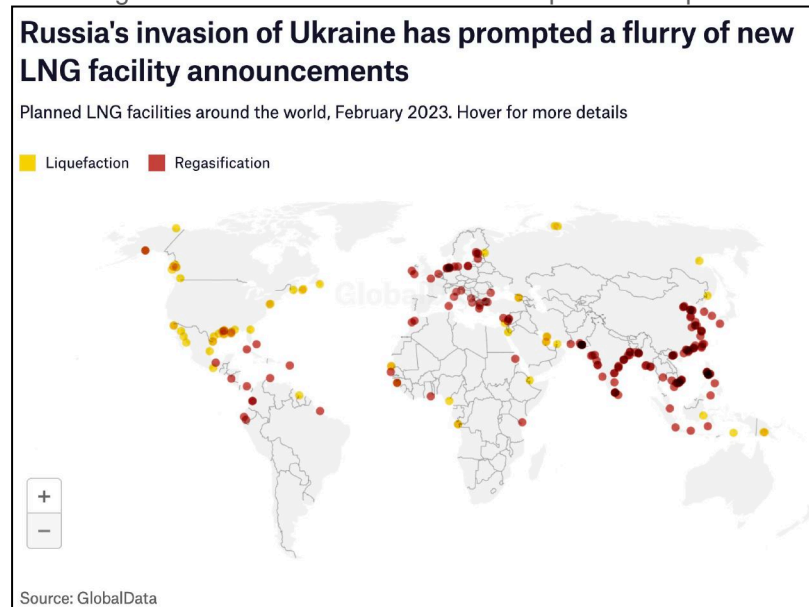 Russia's invasion of Ukraine has prompted a flurry of new
LNG facility announcements
Planned LNG facilities around the world, February 2023. Hover for more details
Liquefaction Regasification
Global
+
−
Source: GlobalData